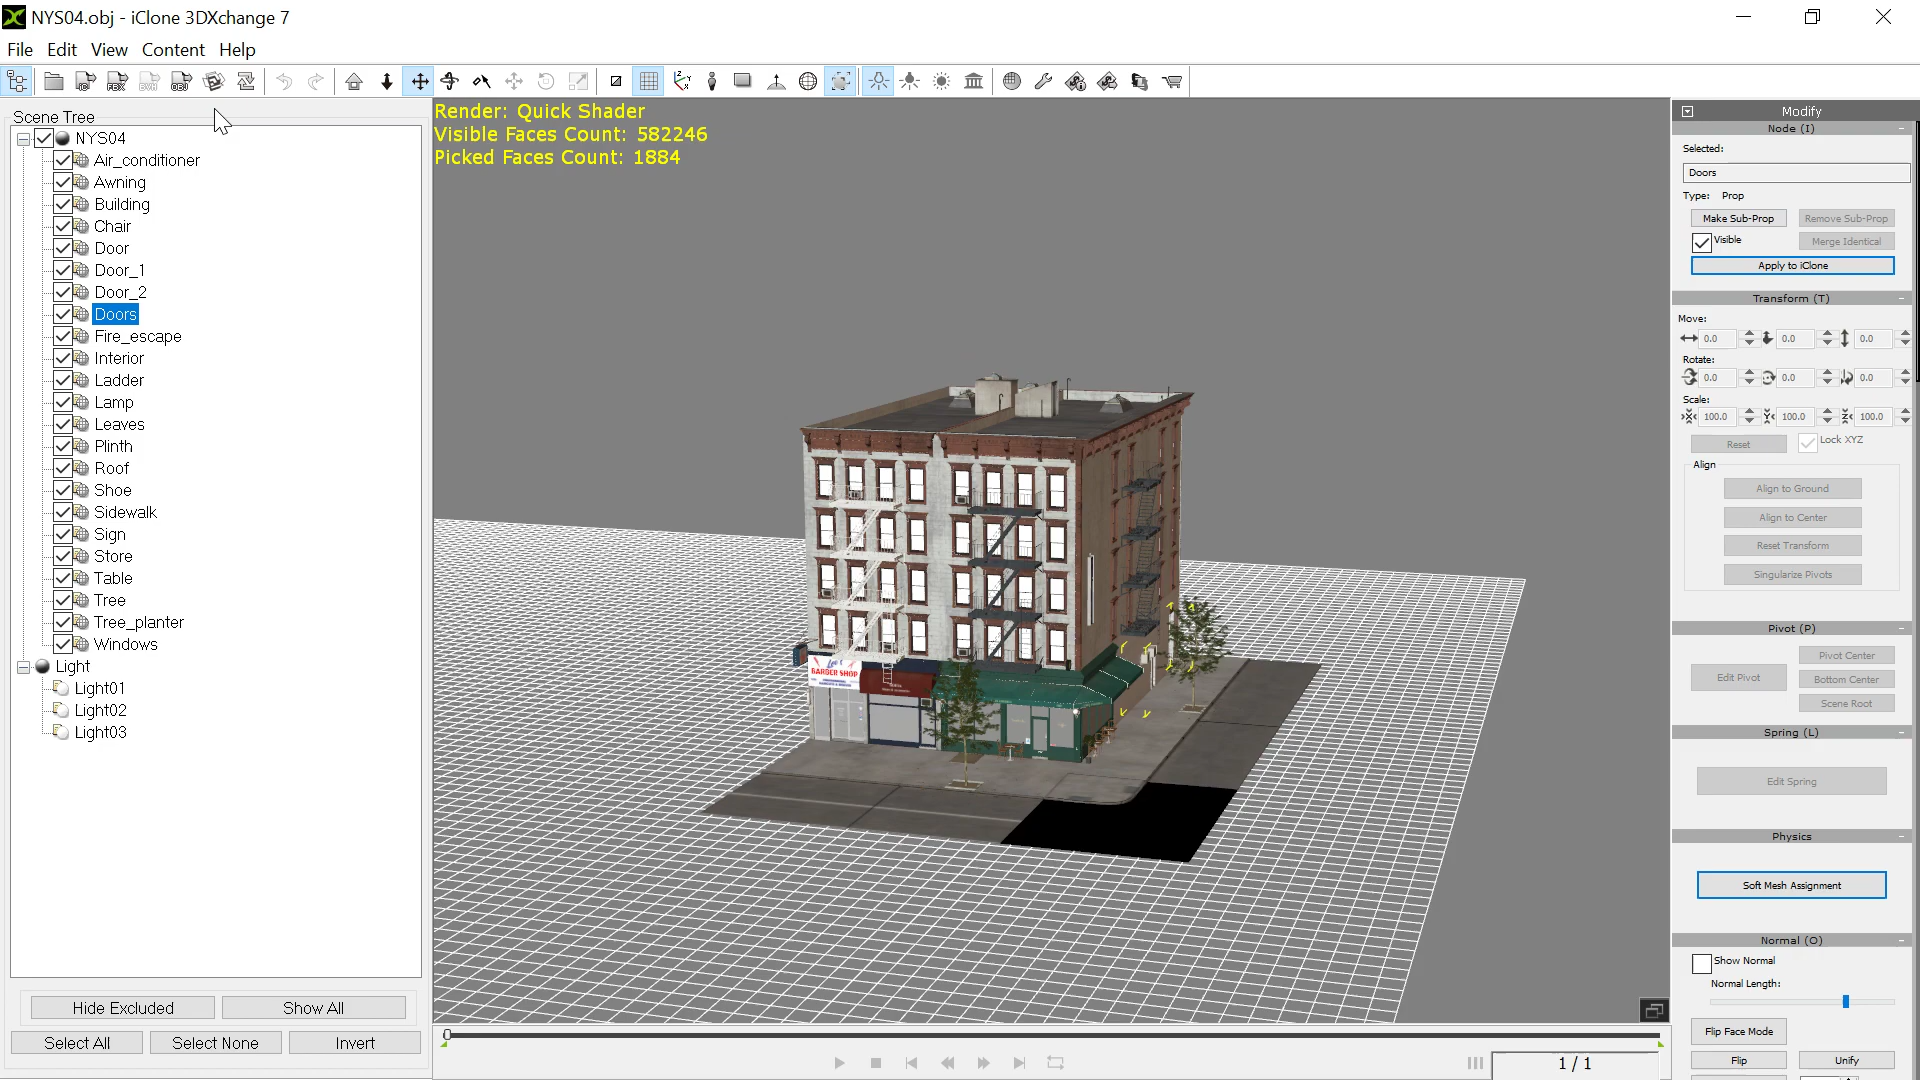 NYS04.obj - iClone 3DXchange 7
File Edit View Content Help
Scene Tree
NYS04
Air_conditioner
Awning
Building
Chair
Door
Door_1
Door_2
Doors
Fire_escape
Interior
Ladder
Lamp
Leaves
Plinth
Roof
Shoe
Sidewalk
Sign
Store
Table
Tree
Tree_planter
Windows
Light
Light01
Light02
Light03
Hide Excluded Show All
Select All Select None Invert
Render: Quick Shader
Visible Faces Count: 582246
Picked Faces Count: 1884
BARBER SHOP
1 / 1
Modify
Node (I)
Selected:
Doors
Type: Prop
Make Sub-Prop Remove Sub-Prop
Visible Merge Identical
Apply to iClone
Transform (T)
Move:
0.0 0.0 0.0
Rotate:
0.0 0.0 0.0
Scale:
100.0 100.0 100.0
Reset Lock XYZ
Align
Align to Ground
Align to Center
Reset Transform
Singularize Pivots
Pivot (P)
Edit Pivot
Pivot Center
Bottom Center
Scene Root
Spring (L)
Edit Spring
Physics
Soft Mesh Assignment
Normal (O)
Show Normal
Normal Length:
Flip Face Mode
Flip Unify